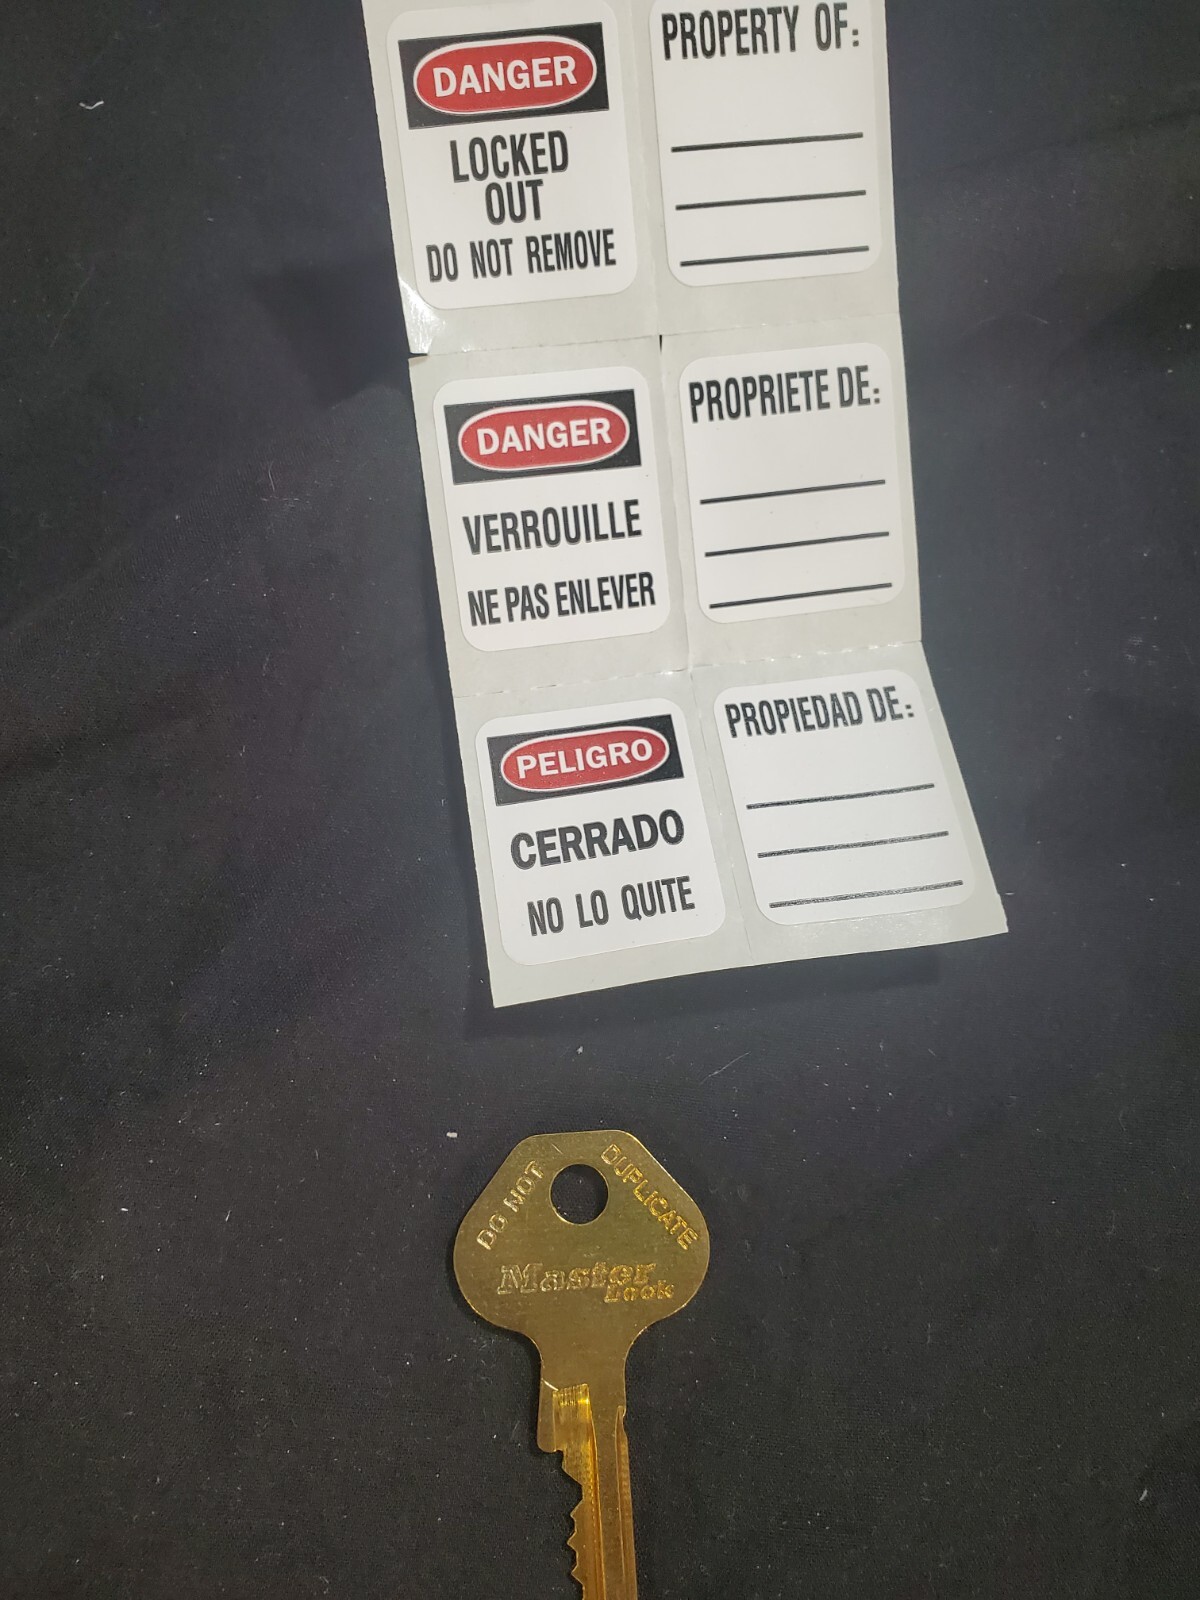 DANGER
LOCKED
OUT
DO NOT REMOVE
PROPERTY OF:
DANGER
VERROUILLE
NE PAS ENLEVER
PROPRIETE DE:
PELIGRO
CERRADO
NO LO QUITE
PROPIEDAD DE:
DO NOT DUPLICATE
Master
Lock